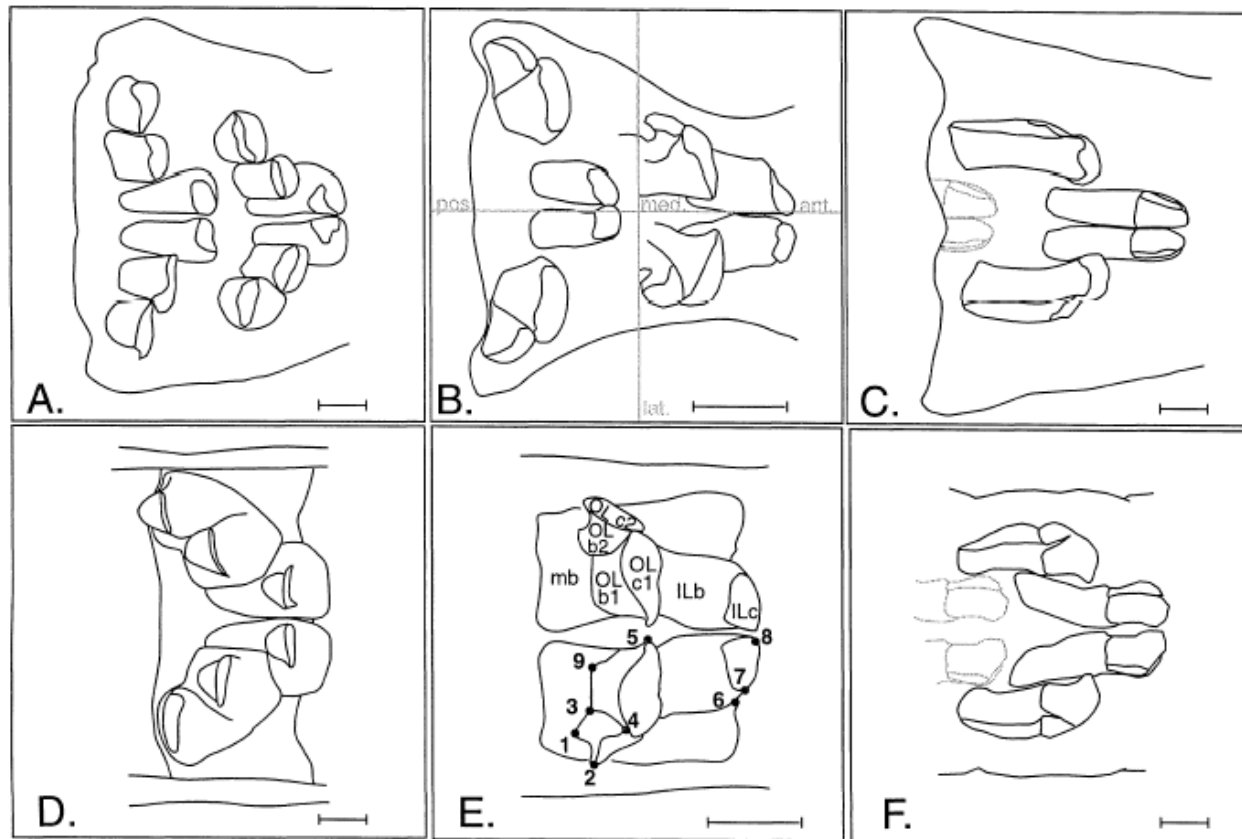 pos.
med.
ant.
lat.
A.
B.
C.
OL
c2
OL
b2
OL
b1
OL
c1
mb
ILb
ILc
5
8
9
7
6
3
4
1
2
D.
E.
F.